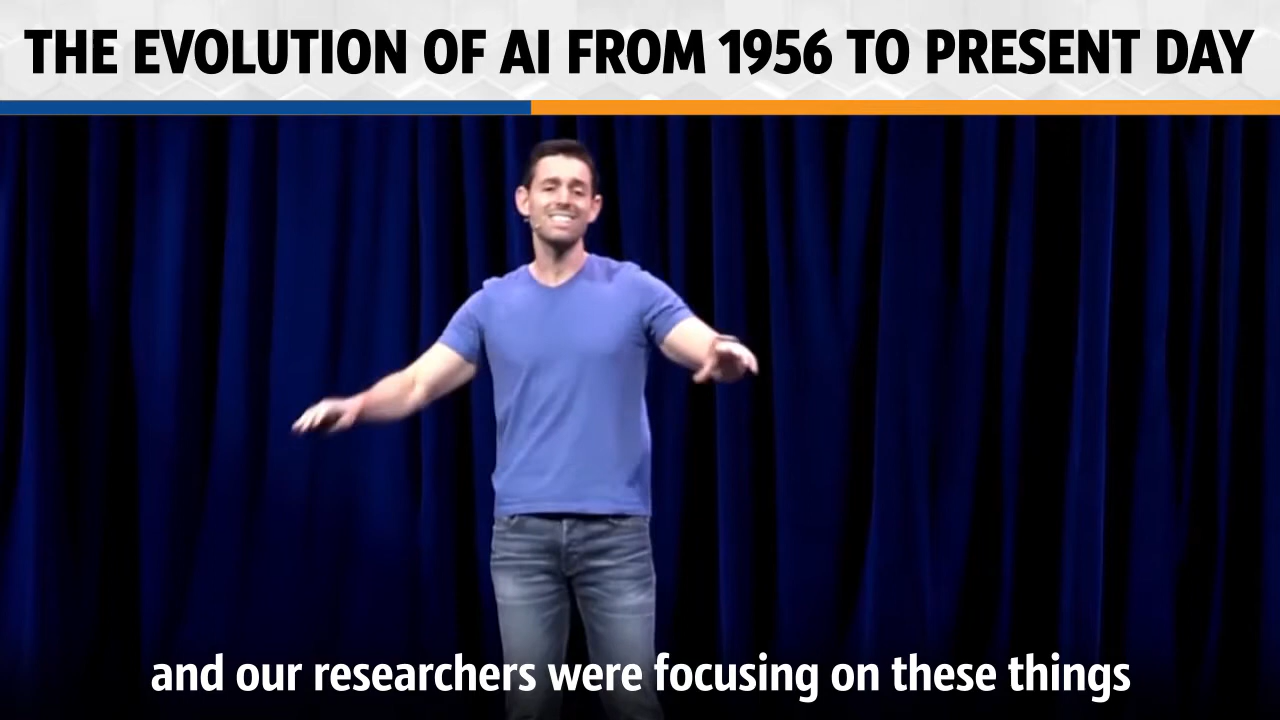 THE EVOLUTION OF AI FROM 1956 TO PRESENT DAY
and our researchers were focusing on these things